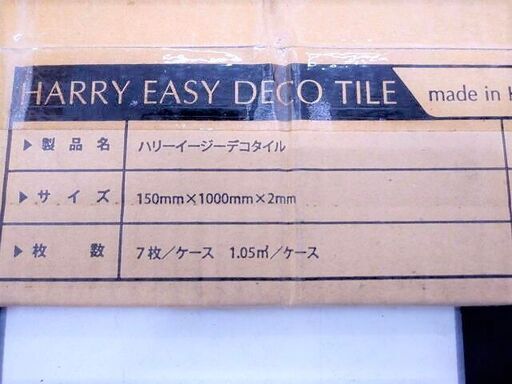 HARRY EASY DECO TILE made in
▶ 製品名 ハリーイージーデコタイル
▶ サイズ 150mm×1000mm×2mm
▶ 枚数 7枚/ケース 1.05㎡/ケース